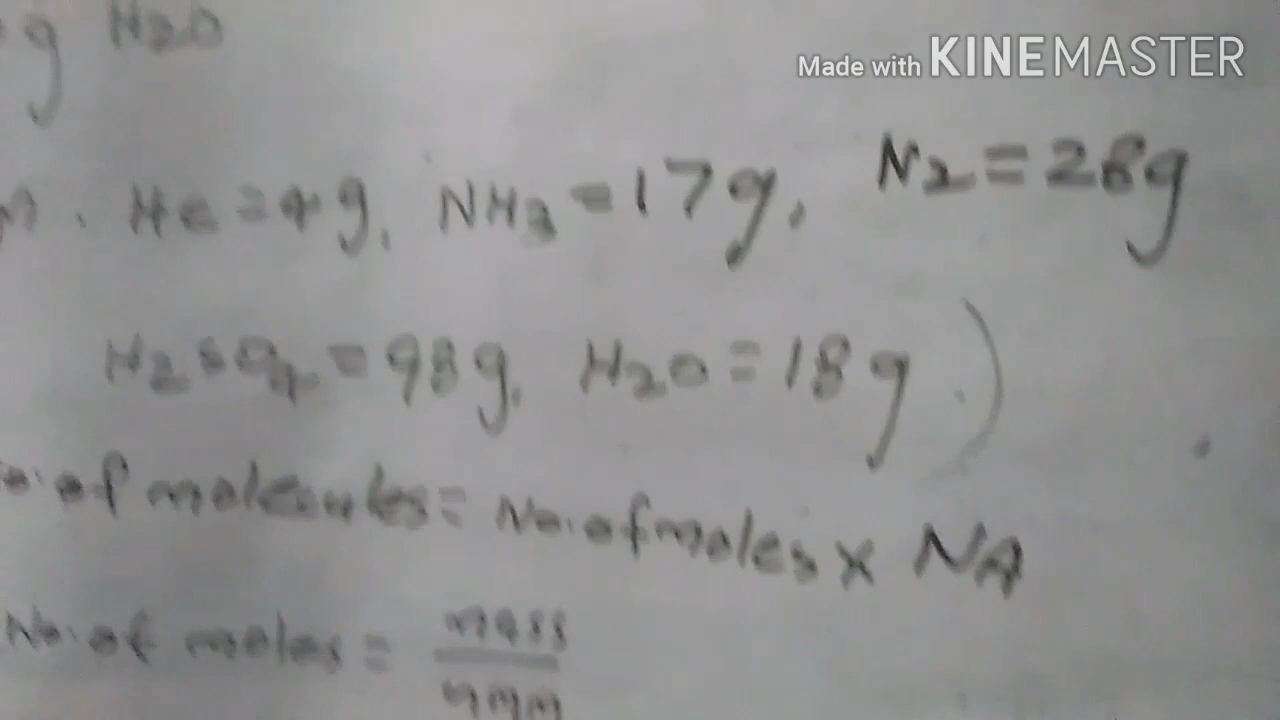 g H2O
Made with KINEMASTER
He = 4g, NH3 = 17g, N2 = 28g
H2SO4 = 98g, H2O = 18g.)
of molecules = No. of moles x NA
No. of moles = mass
GMM